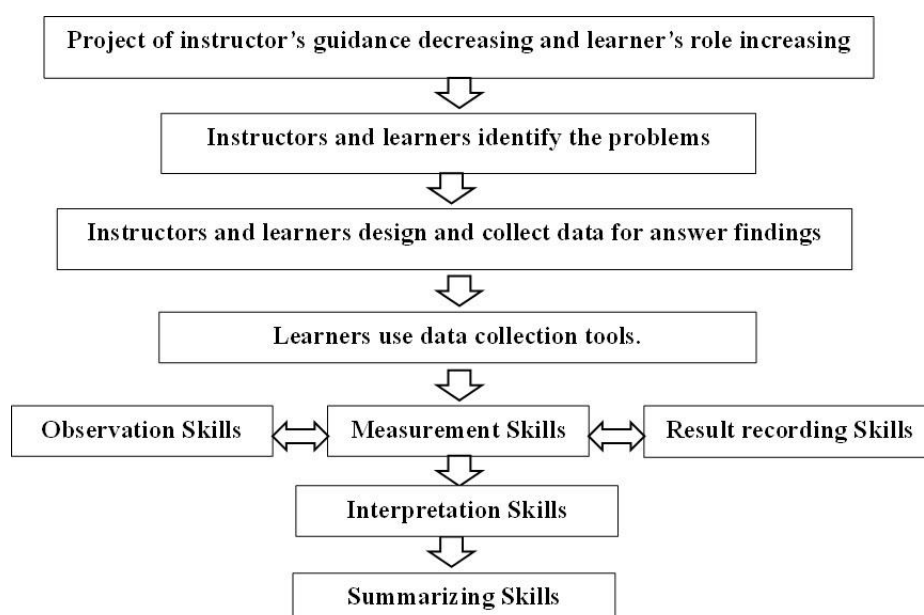 Project of instructor’s guidance decreasing and learner’s role increasing
Instructors and learners identify the problems
Instructors and learners design and collect data for answer findings
Learners use data collection tools.
Observation Skills
Measurement Skills
Result recording Skills
Interpretation Skills
Summarizing Skills